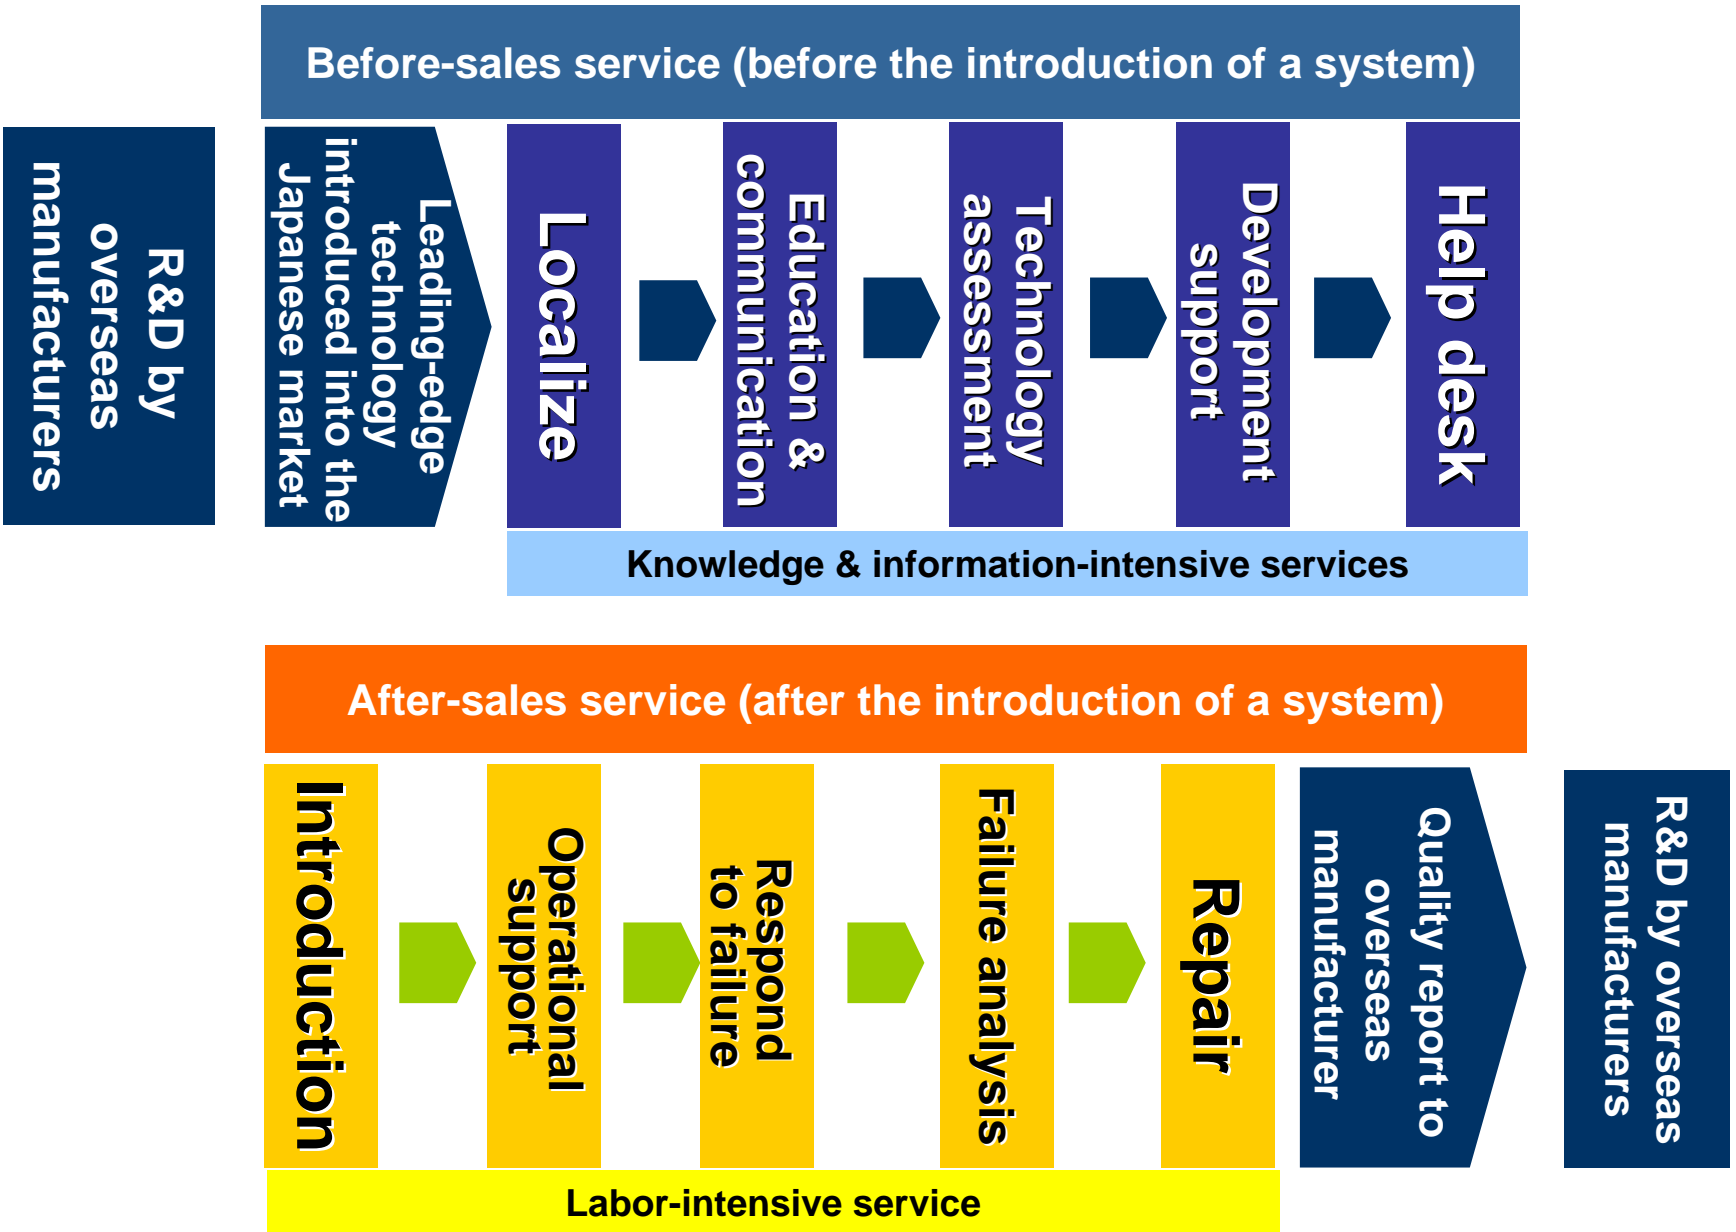 Before-sales service (before the introduction of a system)
R&D by
overseas
manufacturers
Leading-edge
technology
introduced into the
Japanese market
Localize
Education &
communication
Technology
assessment
Development
support
Help desk
Knowledge & information-intensive services
After-sales service (after the introduction of a system)
Introduction
Operational
support
Respond
to failure
Failure analysis
Repair
Quality report to
overseas
manufacturer
R&D by overseas
manufacturers
Labor-intensive service